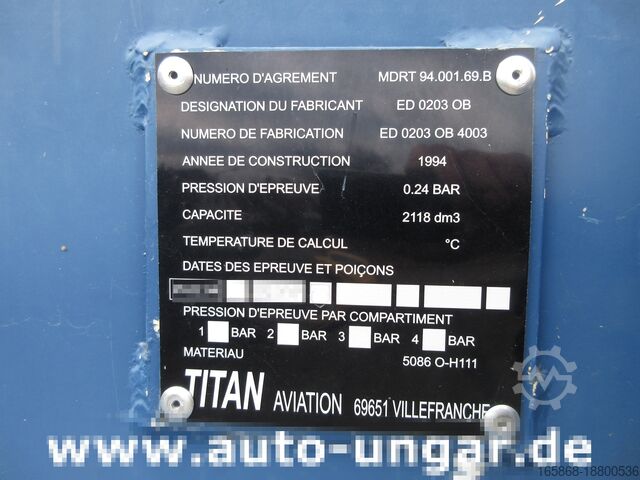 NUMERO D'AGREMENT MDRT 94.001.69.B
DESIGNATION DU FABRICANT ED 0203 OB
NUMERO DE FABRICATION ED 0203 OB 4003
ANNEE DE CONSTRUCTION 1994
PRESSION D'EPREUVE 0.24 BAR
CAPACITE 2118 dm3
TEMPERATURE DE CALCUL °C
DATES DES EPREUVE ET POIÇONS
PRESSION D'EPREUVE PAR COMPARTIMENT
1 BAR 2 BAR 3 BAR 4 BAR
MATERIAU 5086 O-H111
TITAN AVIATION 69651 VILLEFRANCHE
www.auto-ungar.de
165868-18800536